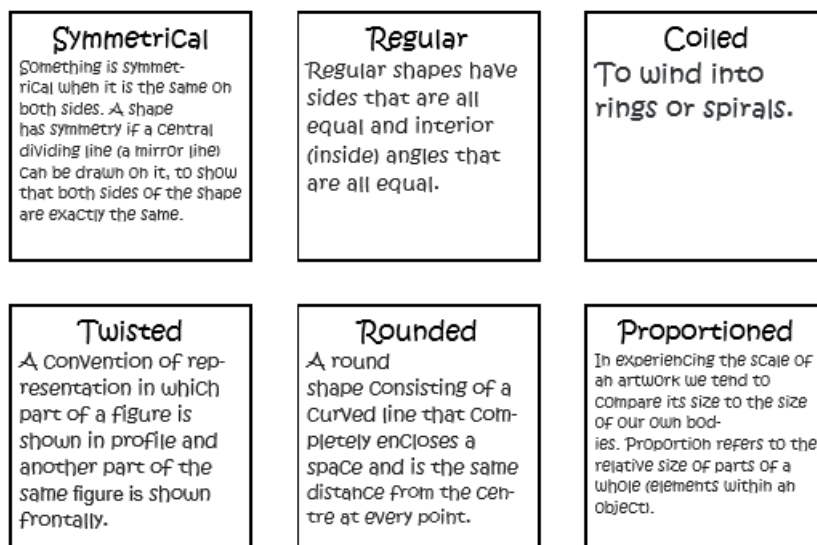 Symmetrical
Something is symmet-
rical when it is the same on
both sides. A shape
has symmetry if a central
dividing line (a mirror line)
can be drawn on it, to show
that both sides of the shape
are exactly the same.
Regular
Regular shapes have
sides that are all
equal and interior
(inside) angles that
are all equal.
Coiled
To wind into
rings or spirals.
Twisted
A convention of rep-
resentation in which
part of a figure is
shown in profile and
another part of the
same figure is shown
frontally.
Rounded
A round
shape consisting of a
curved line that com-
pletely encloses a
space and is the same
distance from the cen-
tre at every point.
Proportioned
In experiencing the scale of
an artwork we tend to
compare its size to the size
of our own bod-
ies. Proportion refers to the
relative size of parts of a
whole (elements within an
object).